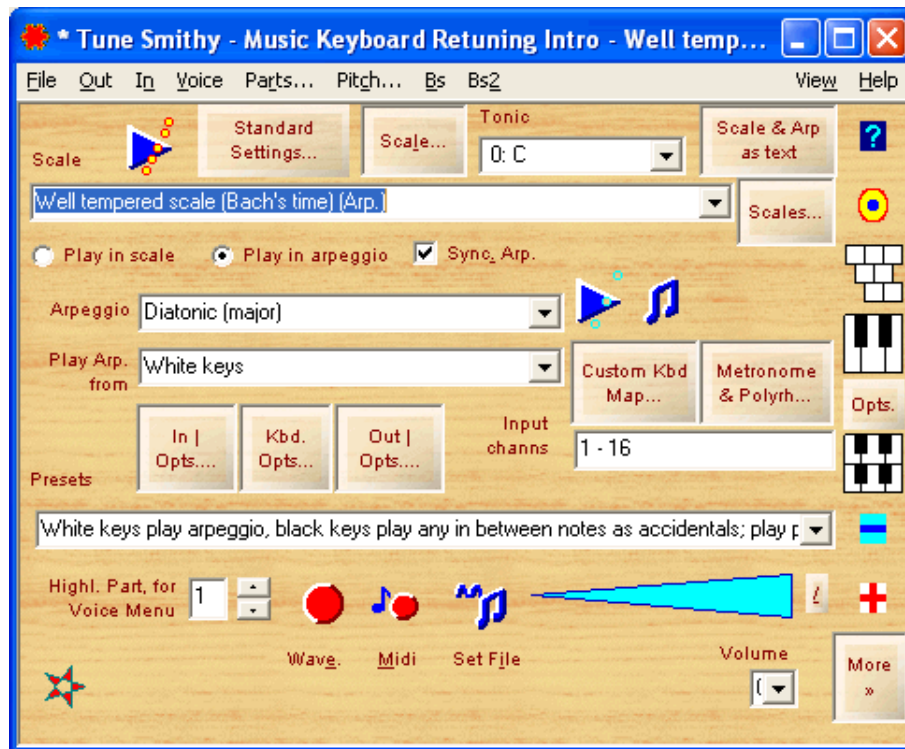 * Tune Smithy - Music Keyboard Retuning Intro - Well temp...
File Out In Voice Parts... Pitch... Bs Bs2 View Help
Scale
Standard
Settings...
Scale...
Tonic
0: C
Scale & Arp
as text
?
Well tempered scale (Bach's time) (Arp.)
Scales...
Play in scale Play in arpeggio Sync. Arp.
Arpeggio Diatonic (major)
Play Arp.
from
White keys
Custom Kbd
Map...
Metronome
& Polyrh...
Opts.
In |
Opts....
Kbd.
Opts...
Out |
Opts....
Input
channs
1 - 16
Presets
White keys play arpeggio, black keys play any in between notes as accidentals; play
Highl. Part, for
Voice Menu
1
Wave. Midi Set File
Volume
More
»